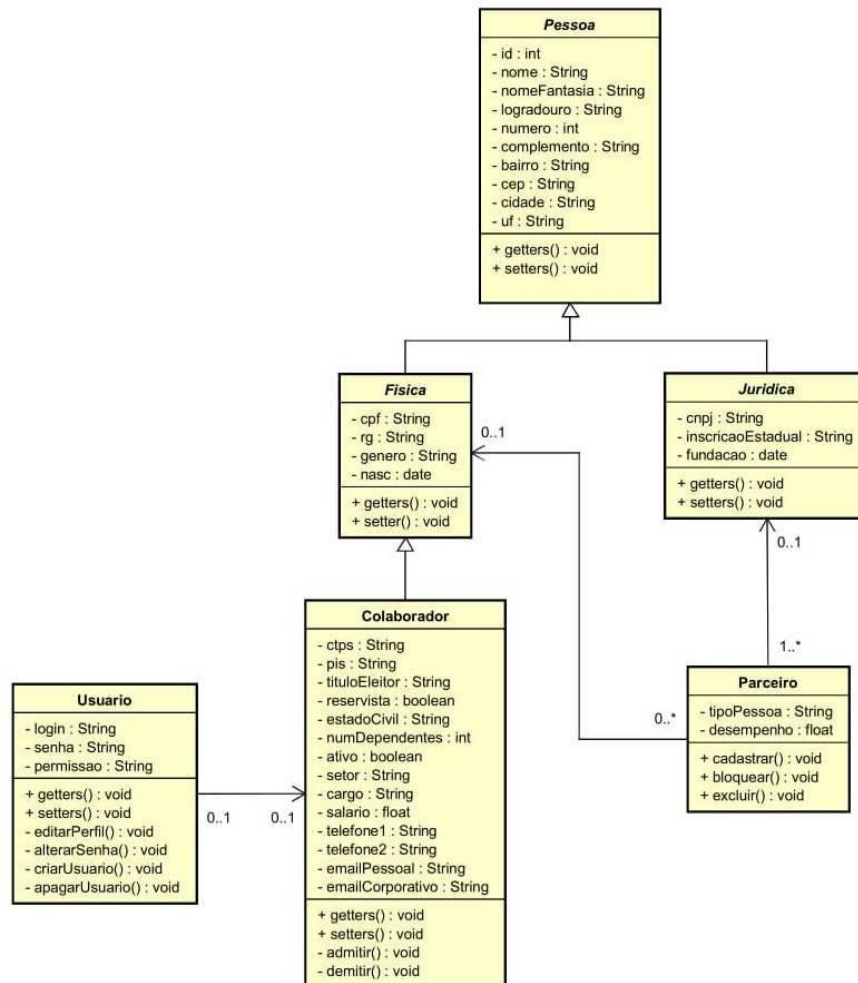 Pessoa
- id : int
- nome : String
- nomeFantasia : String
- logradouro : String
- numero : int
- complemento : String
- bairro : String
- cep : String
- cidade : String
- uf : String
+ getters() : void
+ setters() : void
Fisica
- cpf : String
- rg : String
- genero : String
- nasc : date
+ getters() : void
+ setter() : void
0..1
Juridica
- cnpj : String
- inscricaoEstadual : String
- fundacao : date
+ getters() : void
+ setters() : void
0..1
Colaborador
- ctps : String
- pis : String
- tituloEleitor : String
- reservista : boolean
- estadoCivil : String
- numDependentes : int
- ativo : boolean
- setor : String
- cargo : String
- salario : float
- telefone1 : String
- telefone2 : String
- emailPessoal : String
- emailCorporativo : String
+ getters() : void
+ setters() : void
- admitir() : void
- demitir() : void
Usuario
- login : String
- senha : String
- permissao : String
+ getters() : void
+ setters() : void
- editarPerfil() : void
- alterarSenha() : void
- criarUsuario() : void
- apagarUsuario() : void
0..1
0..1
1..*
Parceiro
- tipoPessoa : String
- desempenho : float
+ cadastrar() : void
+ bloquear() : void
+ excluir() : void
0..*